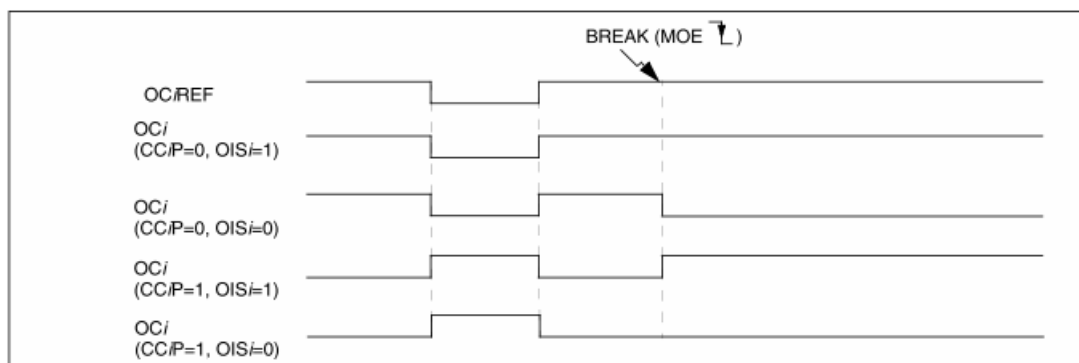 BREAK (MOE )
OCiREF
OCi
(CCiP=0, OISi=1)
OCi
(CCiP=0, OISi=0)
OCi
(CCiP=1, OISi=1)
OCi
(CCiP=1, OISi=0)